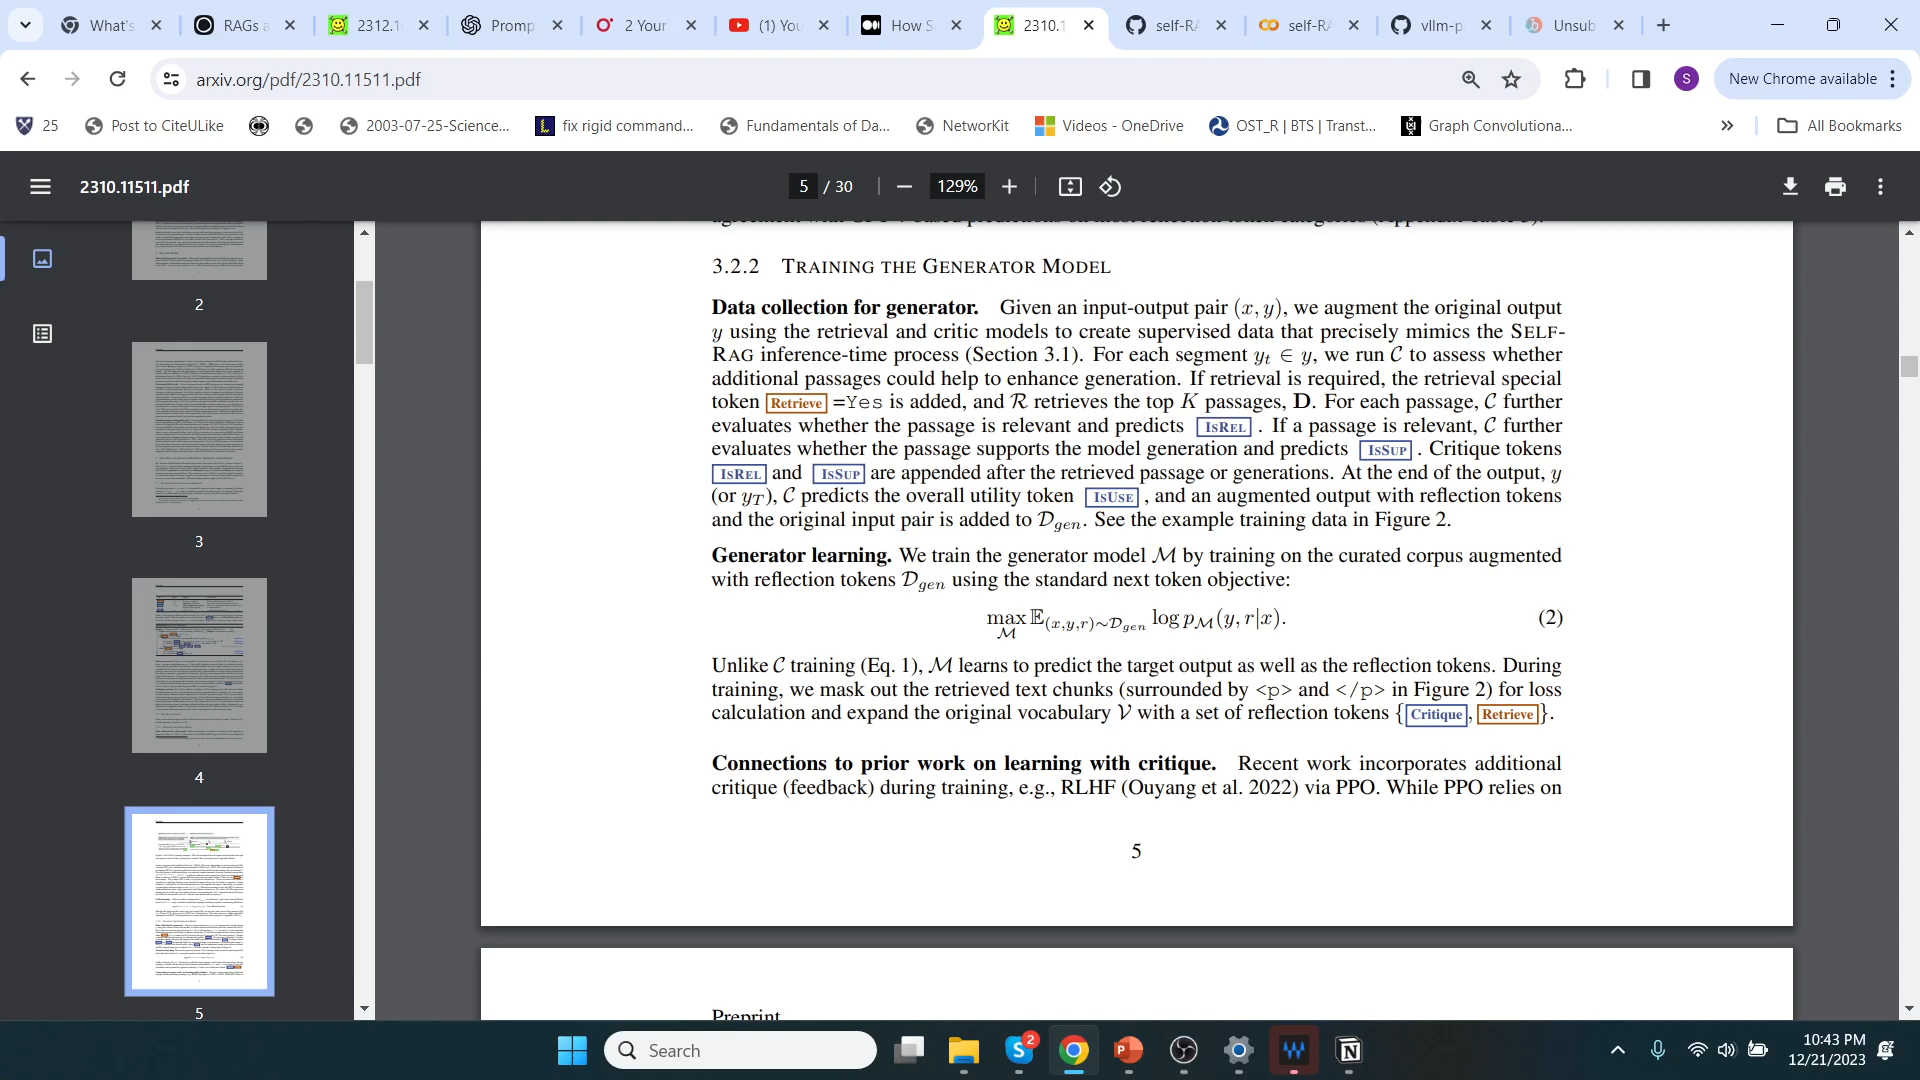 What's
RAGs a
2312.1
Promp
2 Your
(1) You
How S
2310.1
self-RA
self-RA
vllm-p
Unsub
arxiv.org/pdf/2310.11511.pdf
S
New Chrome available
25
Post to CiteULike
2003-07-25-Science...
fix rigid command...
Fundamentals of Da...
NetworKit
Videos - OneDrive
OST_R | BTS | Transt...
Graph Convolutiona...
All Bookmarks
2310.11511.pdf
5 / 30
129%
2
3
4
5
3.2.2 TRAINING THE GENERATOR MODEL
Data collection for generator. Given an input-output pair (x, y), we augment the original output
y using the retrieval and critic models to create supervised data that precisely mimics the SELF-
RAG inference-time process (Section 3.1). For each segment yₜ ∈ y, we run 𝒞 to assess whether
additional passages could help to enhance generation. If retrieval is required, the retrieval special
token Retrieve =Yes is added, and ℛ retrieves the top K passages, D. For each passage, 𝒞 further
evaluates whether the passage is relevant and predicts ISREL . If a passage is relevant, 𝒞 further
evaluates whether the passage supports the model generation and predicts ISSUP . Critique tokens
ISREL and ISSUP are appended after the retrieved passage or generations. At the end of the output, y
(or y_T), 𝒞 predicts the overall utility token ISUSE , and an augmented output with reflection tokens
and the original input pair is added to 𝒟_gen. See the example training data in Figure 2.
Generator learning. We train the generator model ℳ by training on the curated corpus augmented
with reflection tokens 𝒟_gen using the standard next token objective:
max_ℳ 𝔼_(x,y,r)∼𝒟_gen log p_ℳ(y, r|x). (2)
Unlike 𝒞 training (Eq. 1), ℳ learns to predict the target output as well as the reflection tokens. During
training, we mask out the retrieved text chunks (surrounded by <p> and </p> in Figure 2) for loss
calculation and expand the original vocabulary 𝒱 with a set of reflection tokens {Critique, Retrieve}.
Connections to prior work on learning with critique. Recent work incorporates additional
critique (feedback) during training, e.g., RLHF (Ouyang et al. 2022) via PPO. While PPO relies on
5
Preprint
Search
2
10:43 PM
12/21/2023